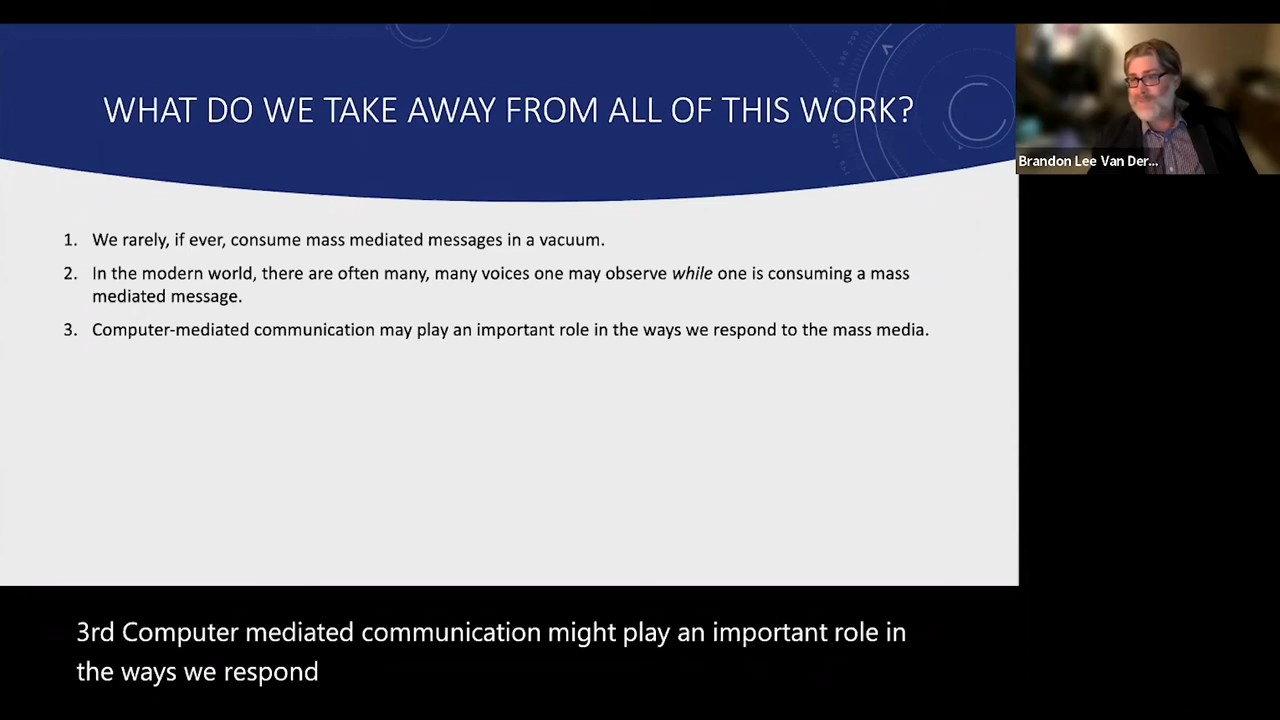 WHAT DO WE TAKE AWAY FROM ALL OF THIS WORK?
Brandon Lee Van Der...
1. We rarely, if ever, consume mass mediated messages in a vacuum.
2. In the modern world, there are often many, many voices one may observe while one is consuming a mass
mediated message.
3. Computer-mediated communication may play an important role in the ways we respond to the mass media.
3rd Computer mediated communication might play an important role in
the ways we respond